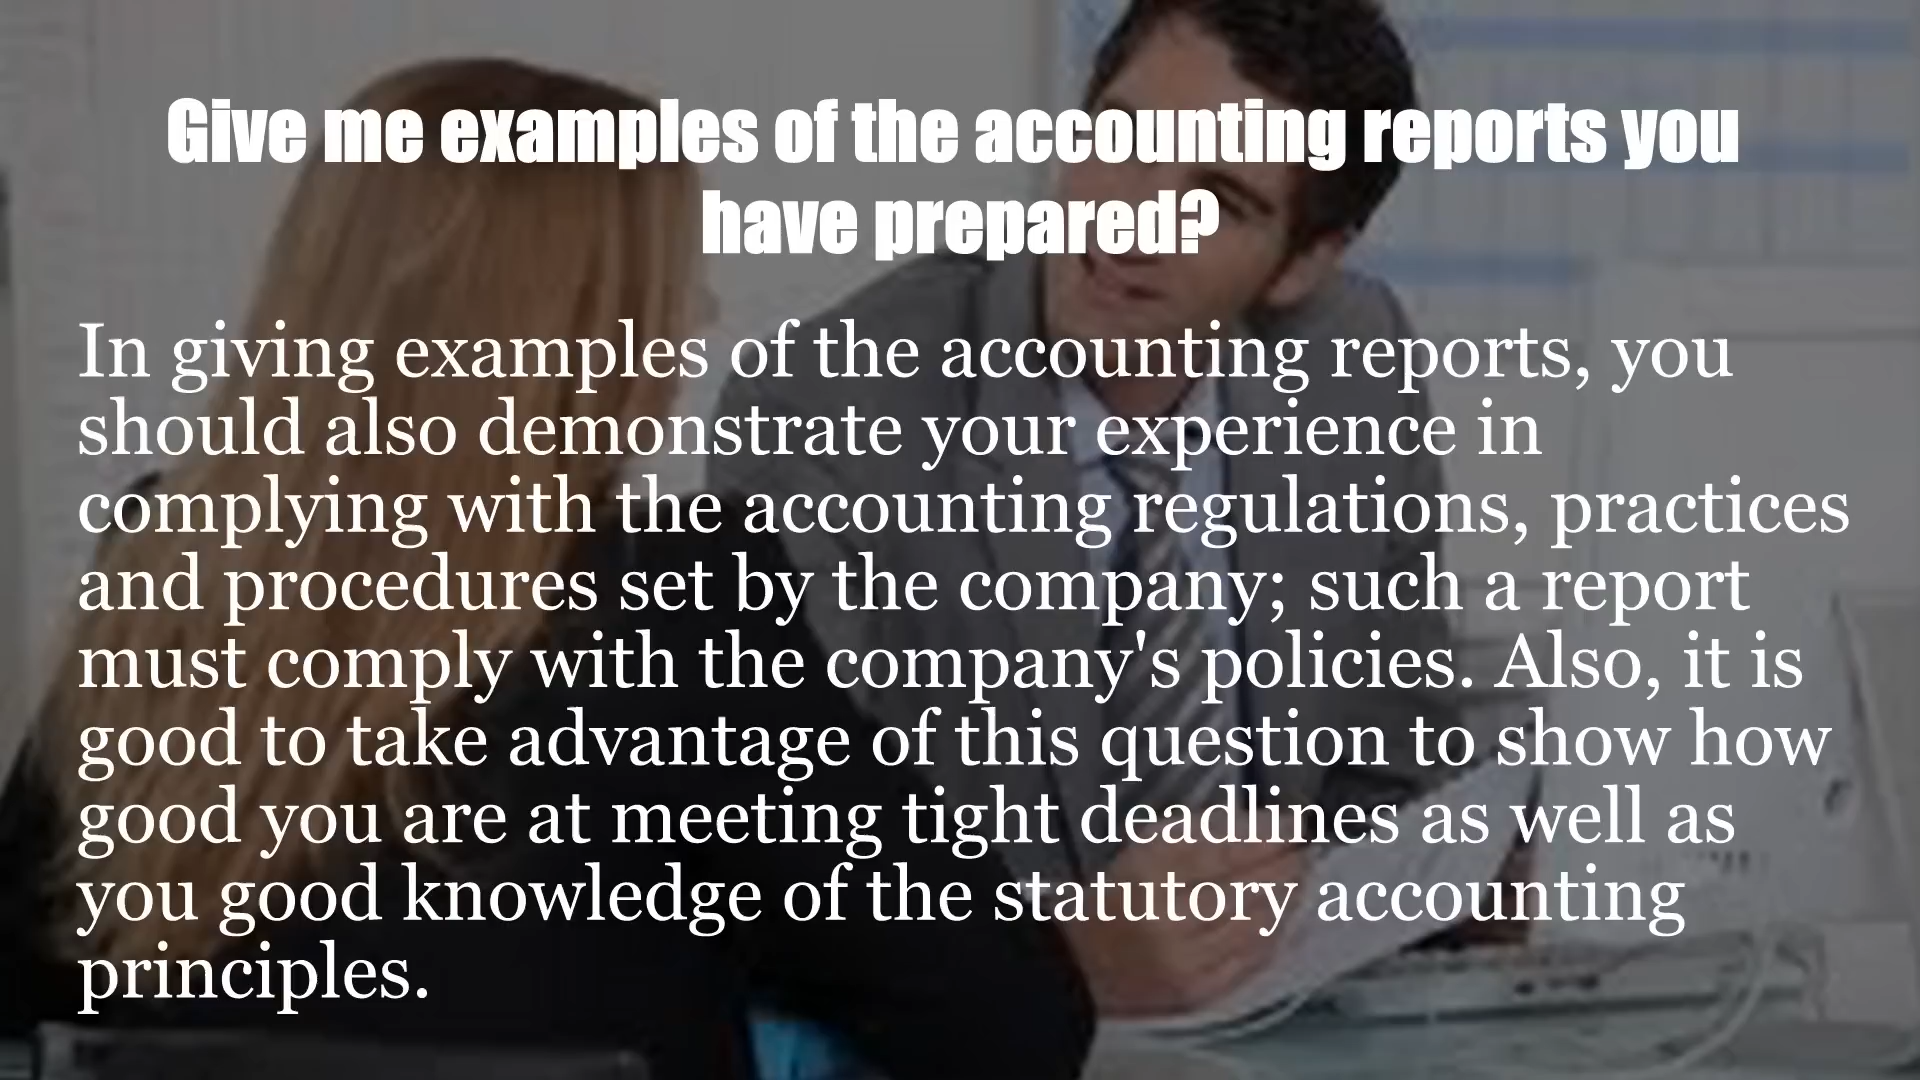 Give me examples of the accounting reports you
have prepared?
In giving examples of the accounting reports, you
should also demonstrate your experience in
complying with the accounting regulations, practices
and procedures set by the company; such a report
must comply with the company's policies. Also, it is
good to take advantage of this question to show how
good you are at meeting tight deadlines as well as
you good knowledge of the statutory accounting
principles.